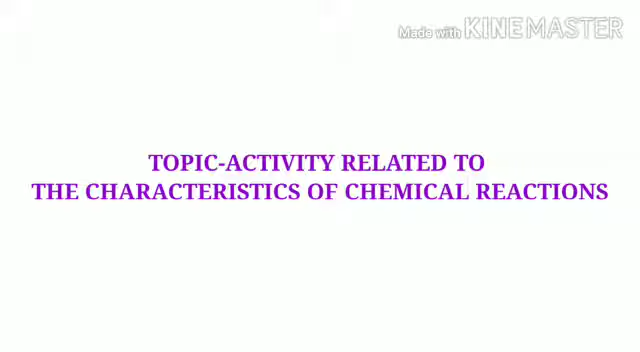 Made with KINEMASTER
TOPIC-ACTIVITY RELATED TO
THE CHARACTERISTICS OF CHEMICAL REACTIONS